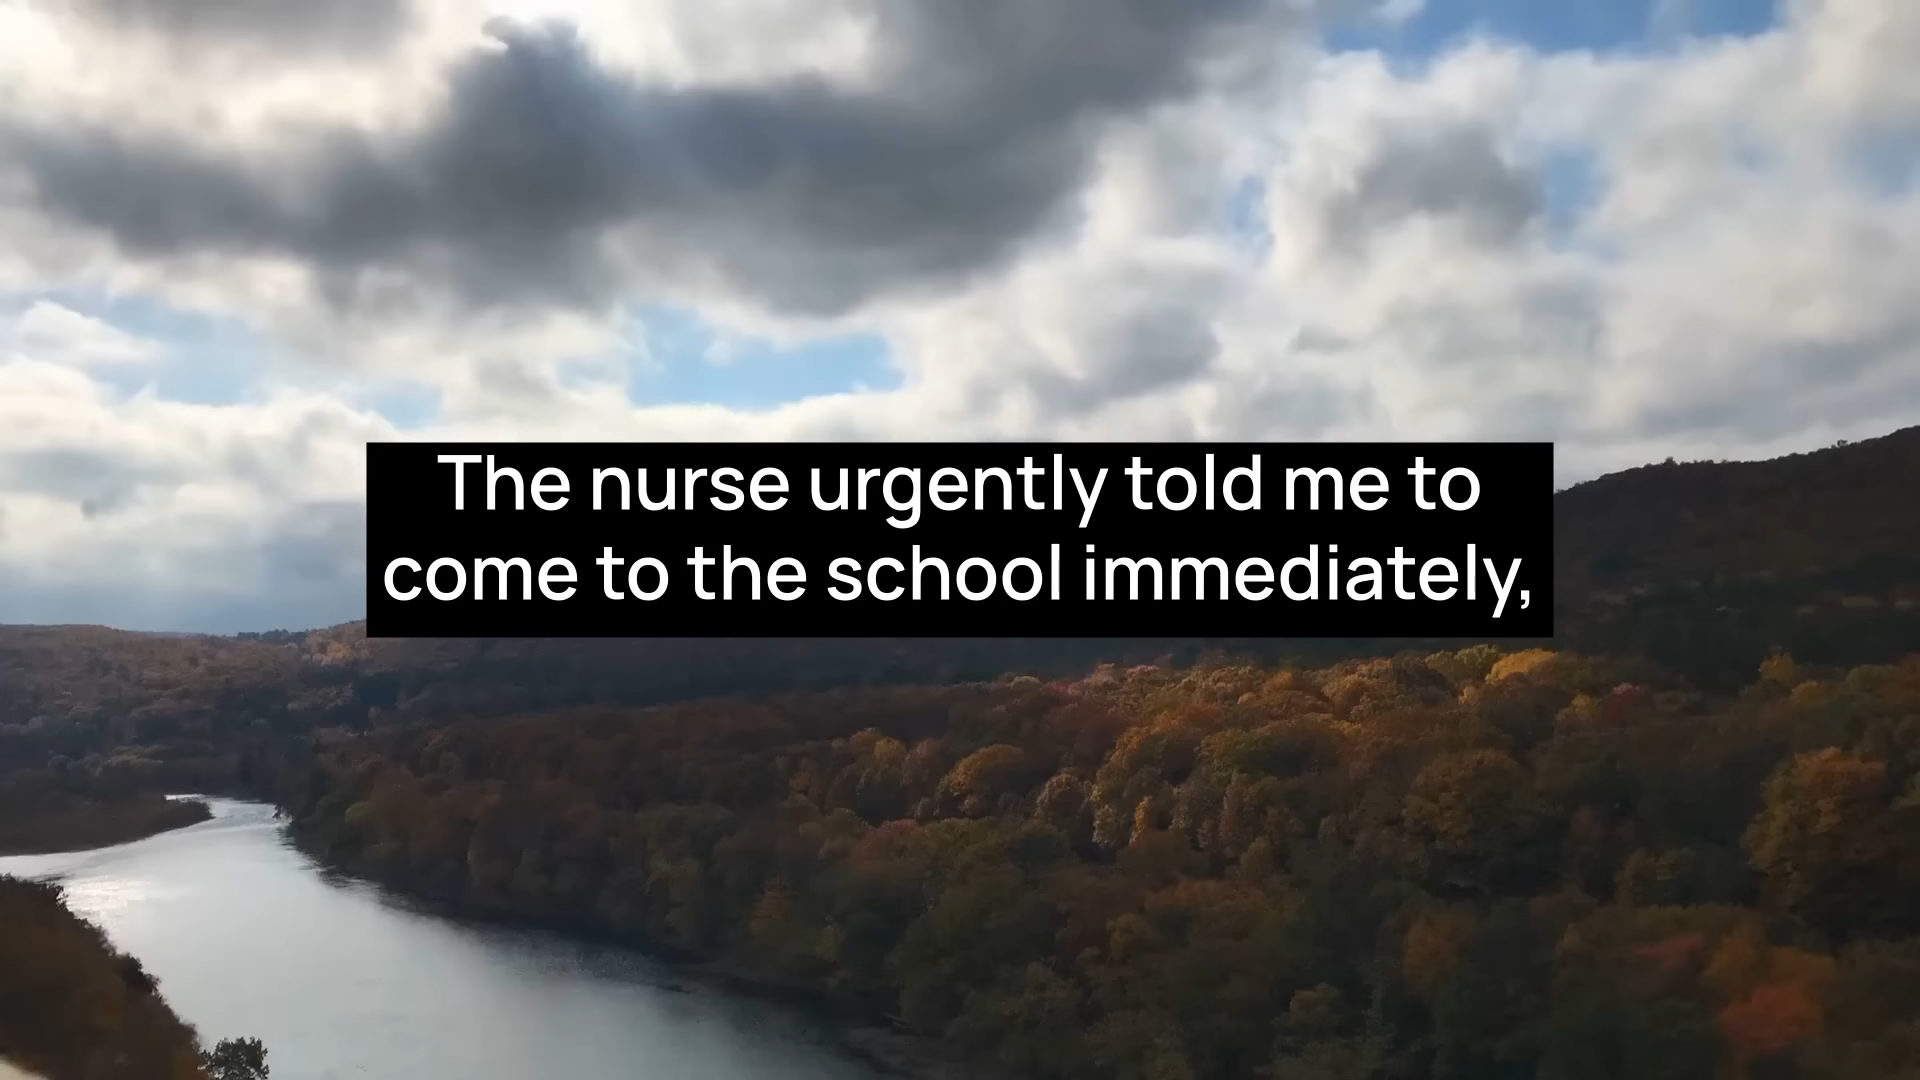 The nurse urgently told me to
come to the school immediately,